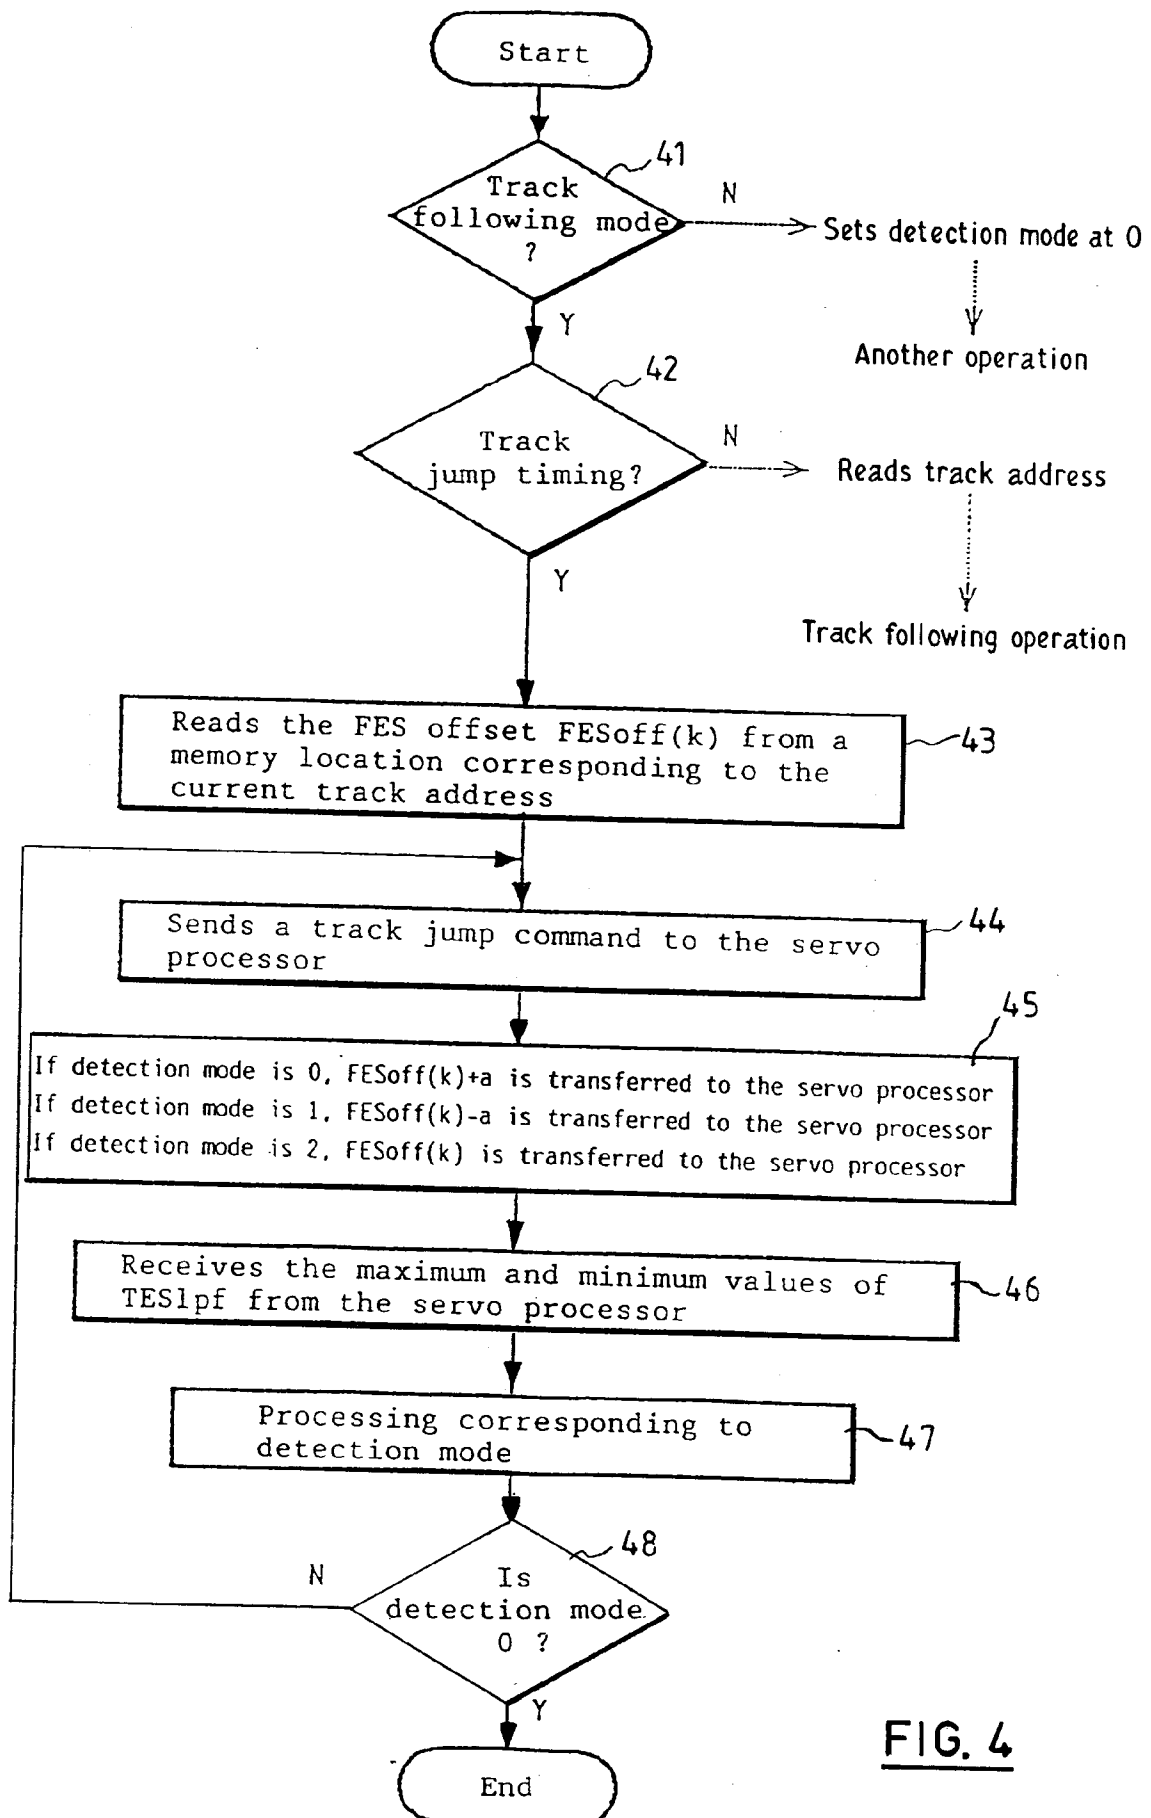 Start
41
Track
following mode
?
N
Sets detection mode at 0
Another operation
Y
42
Track
jump timing?
N
Reads track address
Track following operation
Y
Reads the FES offset FESoff(k) from a
memory location corresponding to the
current track address
43
Sends a track jump command to the servo
processor
44
45
If detection mode is 0, FESoff(k)+a is transferred to the servo processor
If detection mode is 1, FESoff(k)-a is transferred to the servo processor
If detection mode is 2, FESoff(k) is transferred to the servo processor
Receives the maximum and minimum values of
TESlpf from the servo processor
46
Processing corresponding to
detection mode
47
48
N
Is
detection mode
0 ?
Y
End
FIG. 4